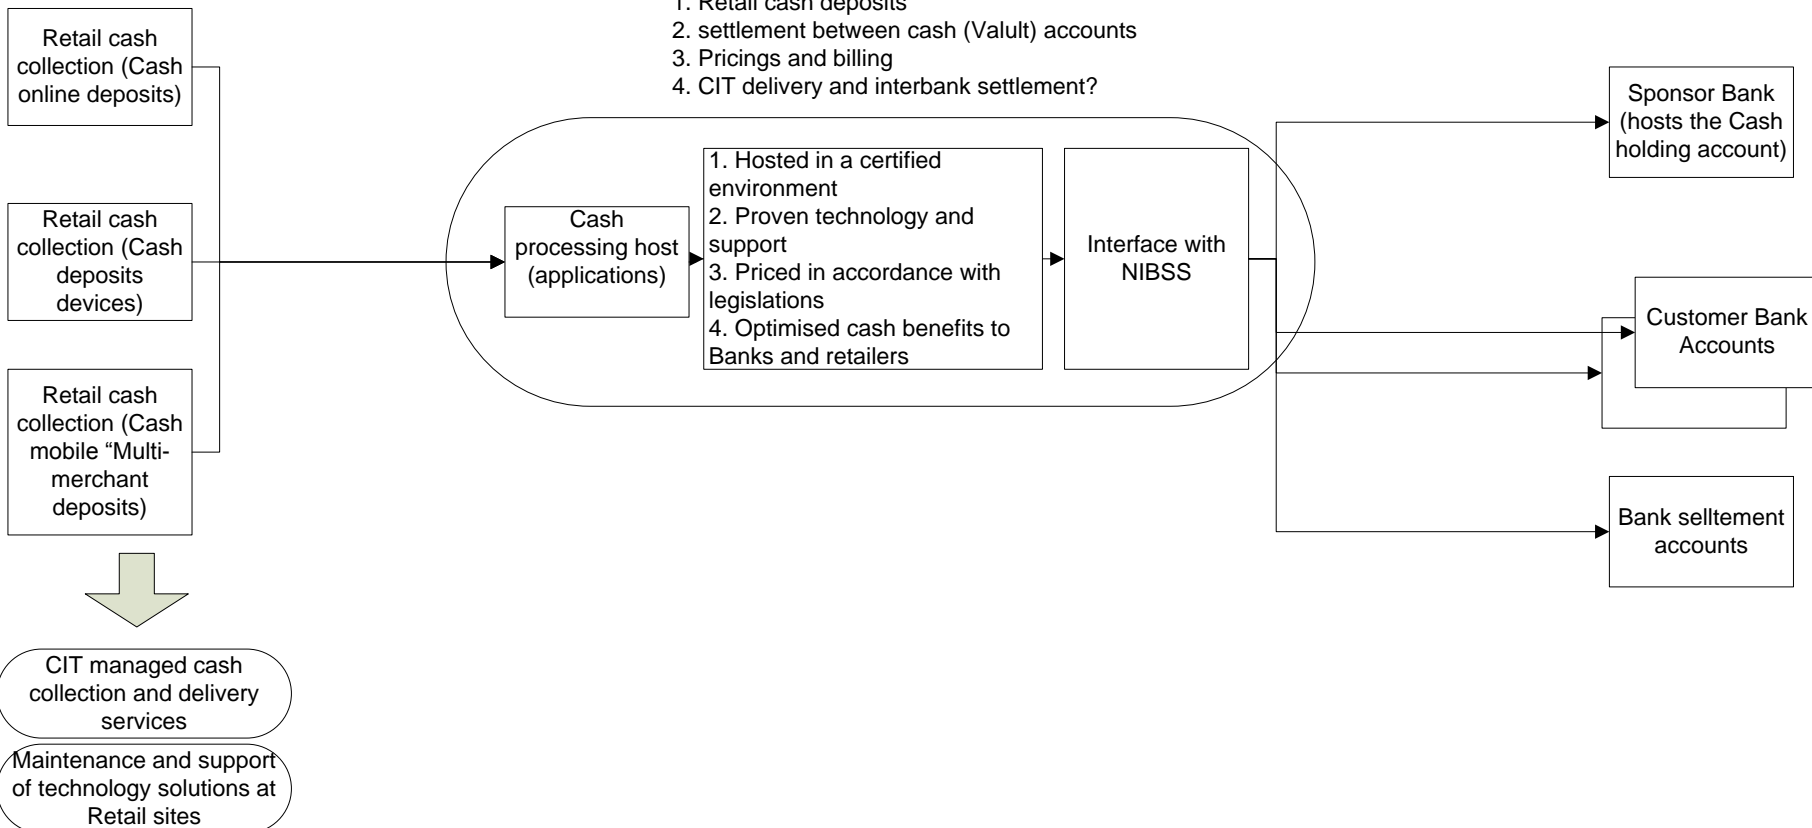 1. Retail cash deposits
2. settlement between cash (Valult) accounts
3. Pricings and billing
4. CIT delivery and interbank settlement?
Retail cash
collection (Cash
online deposits)
Retail cash
collection (Cash
deposits
devices)
Retail cash
collection (Cash
mobile “Multi-
merchant
deposits)
CIT managed cash
collection and delivery
services
Maintenance and support
of technology solutions at
Retail sites
Cash
processing host
(applications)
1. Hosted in a certified
environment
2. Proven technology and
support
3. Priced in accordance with
legislations
4. Optimised cash benefits to
Banks and retailers
Interface with
NIBSS
Sponsor Bank
(hosts the Cash
holding account)
Customer Bank
Accounts
Bank selltement
accounts